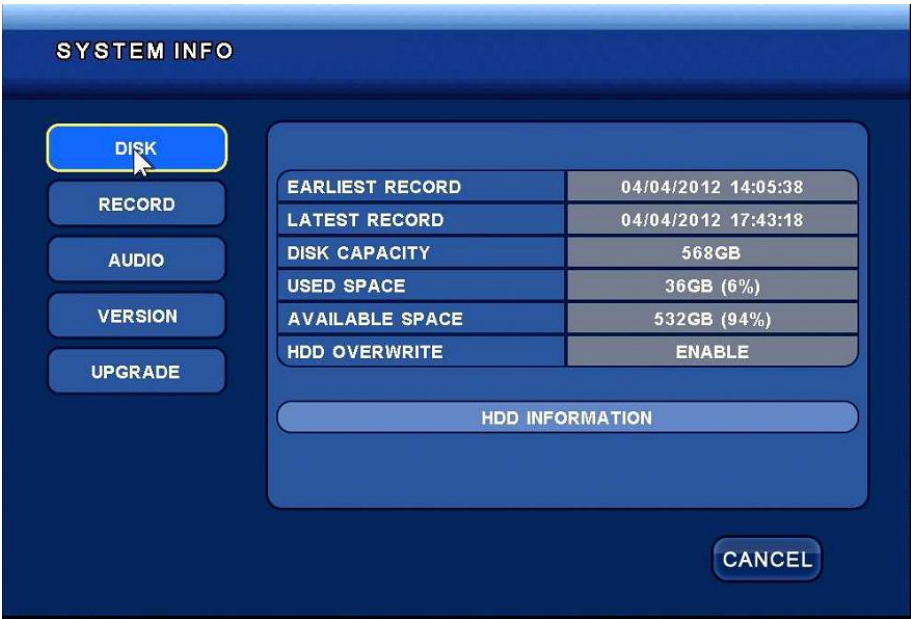 SYSTEM INFO
DISK
RECORD
AUDIO
VERSION
UPGRADE
EARLIEST RECORD 04/04/2012 14:05:38
LATEST RECORD 04/04/2012 17:43:18
DISK CAPACITY 568GB
USED SPACE 36GB (6%)
AVAILABLE SPACE 532GB (94%)
HDD OVERWRITE ENABLE
HDD INFORMATION
CANCEL